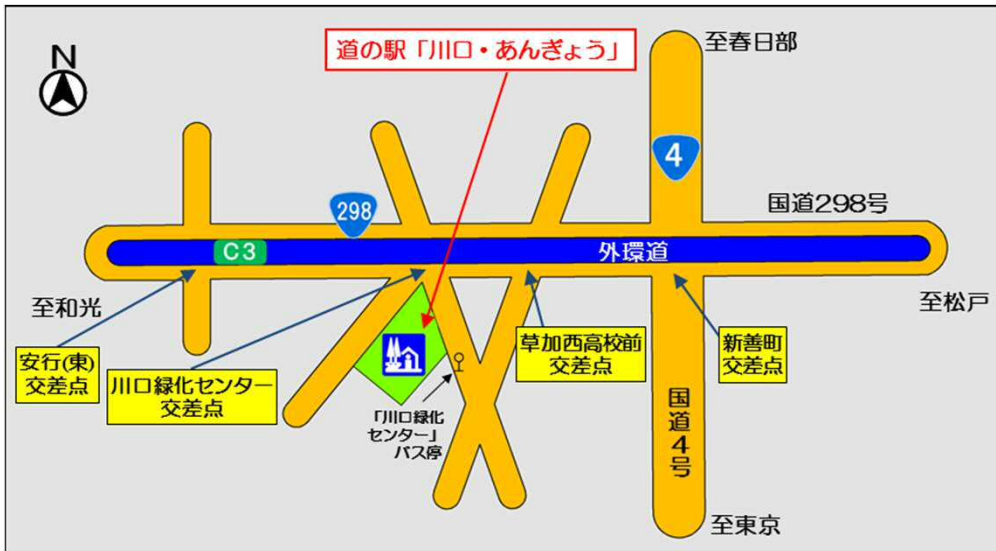 道の駅「川口・あんぎょう」
至春日部
N
4
298
国道298号
C3
外環道
至和光
至松戸
安行(東)
交差点
川口緑化センター
交差点
草加西高校前
交差点
新善町
交差点
「川口緑化
センター」
バス停
国道4号
至東京